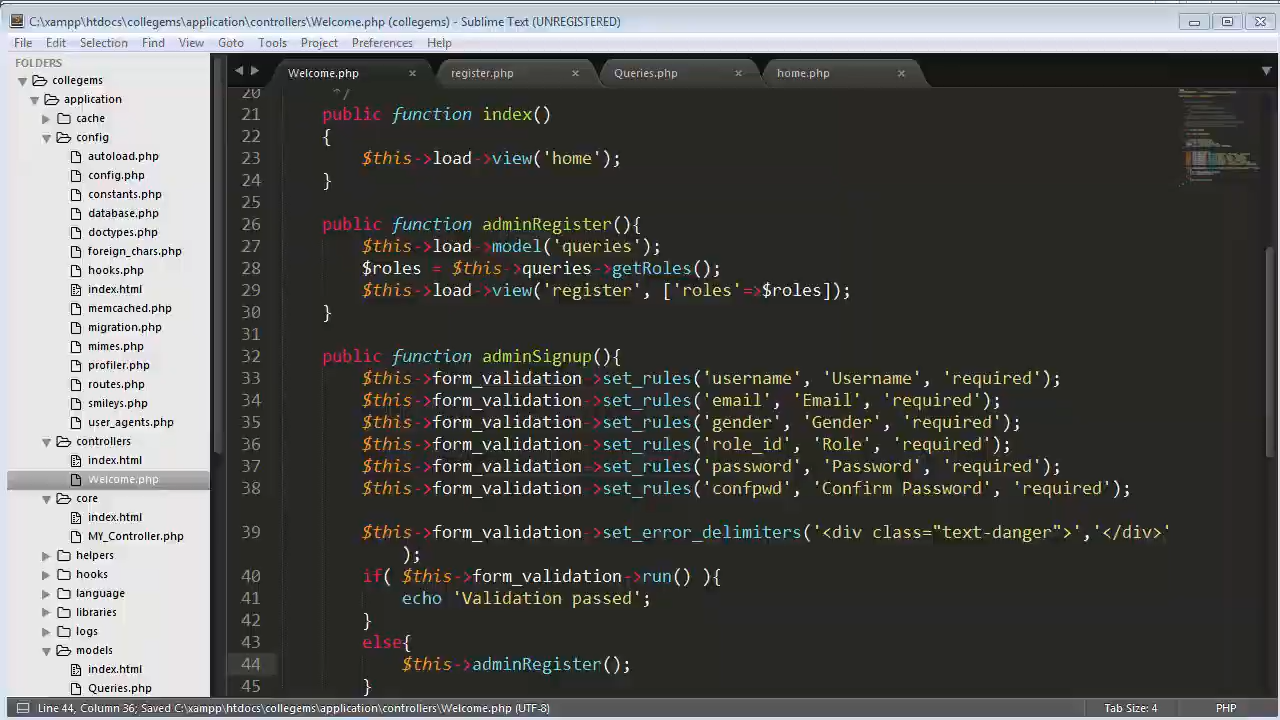 C:\xampp\htdocs\collegems\application\controllers\Welcome.php (collegems) - Sublime Text (UNREGISTERED)
File Edit Selection Find View Goto Tools Project Preferences Help
FOLDERS
collegems
application
cache
config
autoload.php
config.php
constants.php
database.php
doctypes.php
foreign_chars.php
hooks.php
index.html
memcached.php
migration.php
mimes.php
profiler.php
routes.php
smileys.php
user_agents.php
controllers
index.html
Welcome.php
core
index.html
MY_Controller.php
helpers
hooks
language
libraries
logs
models
index.html
Queries.php
Welcome.php register.php Queries.php home.php
20 */
21 public function index()
22 {
23 $this->load->view('home');
24 }
25
26 public function adminRegister(){
27 $this->load->model('queries');
28 $roles = $this->queries->getRoles();
29 $this->load->view('register', ['roles'=>$roles]);
30 }
31
32 public function adminSignup(){
33 $this->form_validation->set_rules('username', 'Username', 'required');
34 $this->form_validation->set_rules('email', 'Email', 'required');
35 $this->form_validation->set_rules('gender', 'Gender', 'required');
36 $this->form_validation->set_rules('role_id', 'Role', 'required');
37 $this->form_validation->set_rules('password', 'Password', 'required');
38 $this->form_validation->set_rules('confpwd', 'Confirm Password', 'required');
39 $this->form_validation->set_error_delimiters('<div class="text-danger">','</div>'
);
40 if( $this->form_validation->run() ){
41 echo 'Validation passed';
42 }
43 else{
44 $this->adminRegister();
45 }
Line 44, Column 36; Saved C:\xampp\htdocs\collegems\application\controllers\Welcome.php (UTF-8) Tab Size: 4 PHP